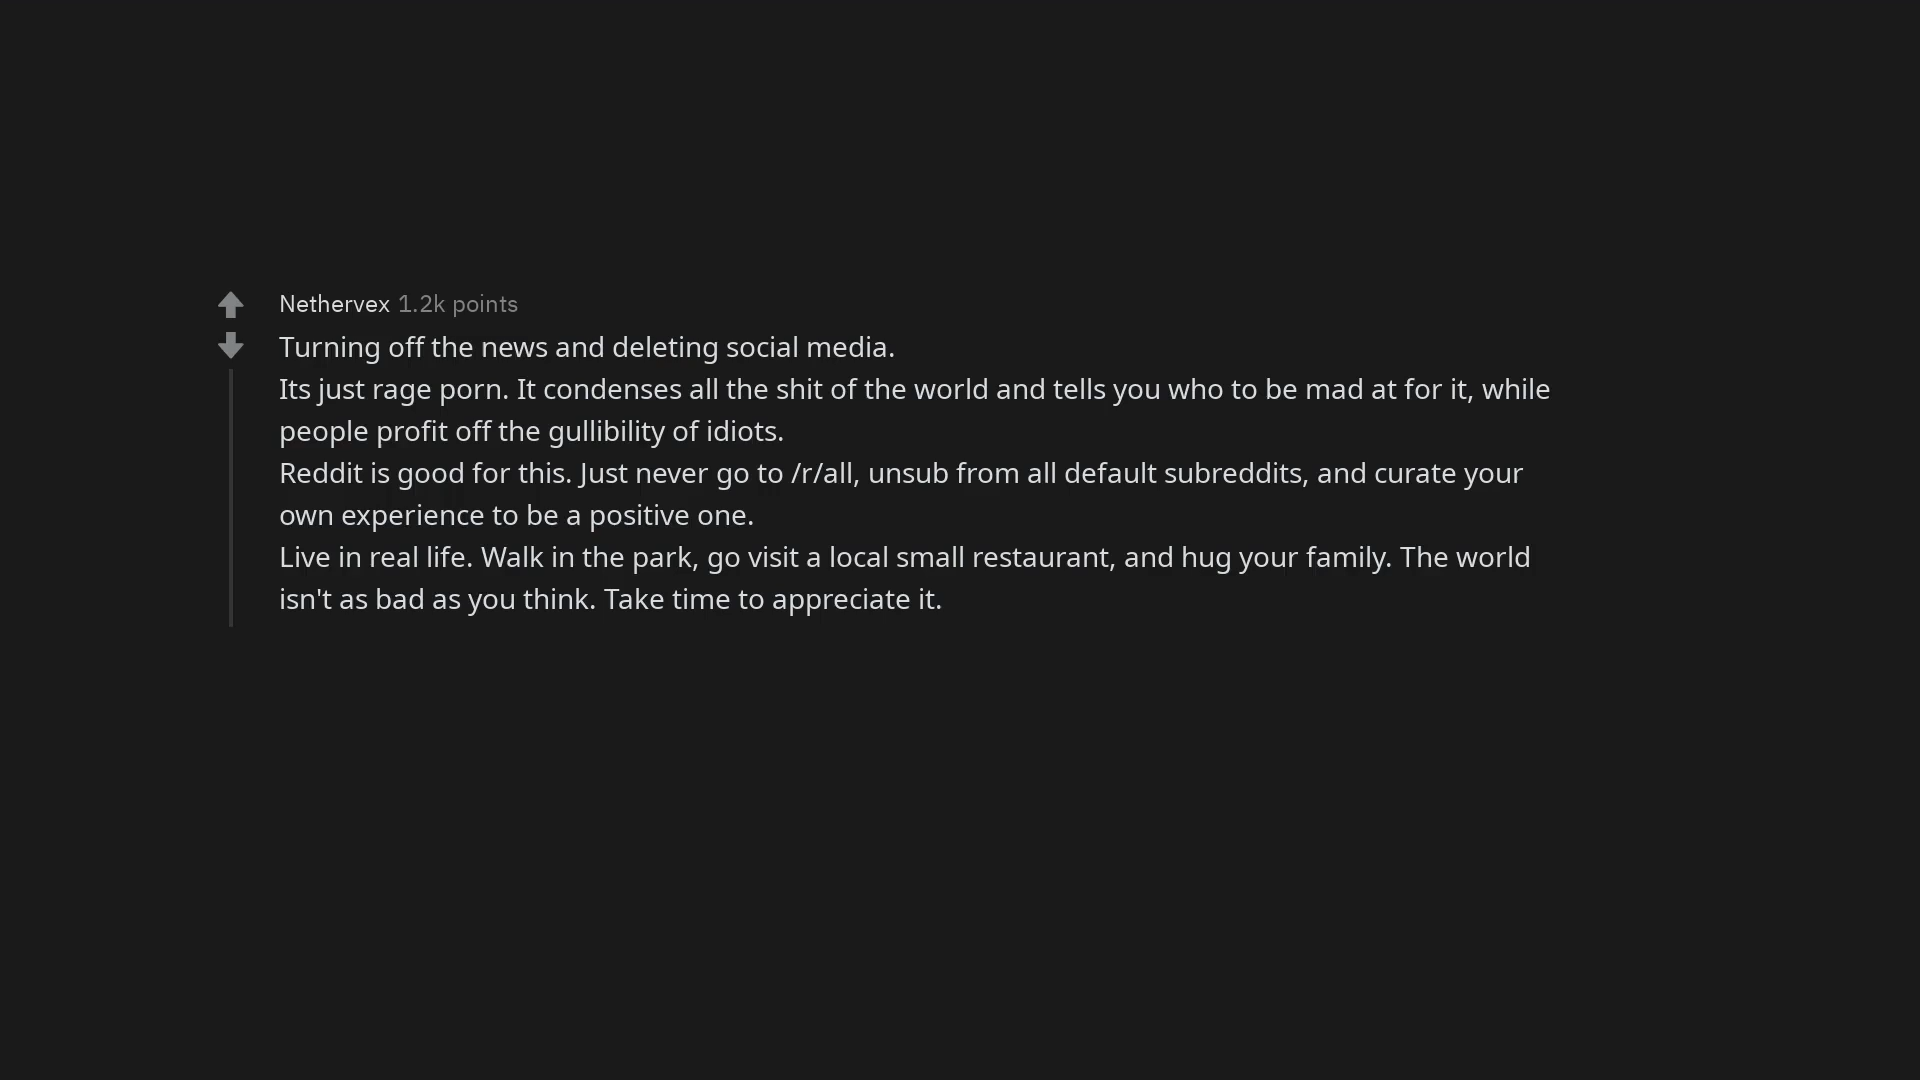 Nethervex 1.2k points
Turning off the news and deleting social media.
Its just rage porn. It condenses all the shit of the world and tells you who to be mad at for it, while
people profit off the gullibility of idiots.
Reddit is good for this. Just never go to /r/all, unsub from all default subreddits, and curate your
own experience to be a positive one.
Live in real life. Walk in the park, go visit a local small restaurant, and hug your family. The world
isn't as bad as you think. Take time to appreciate it.